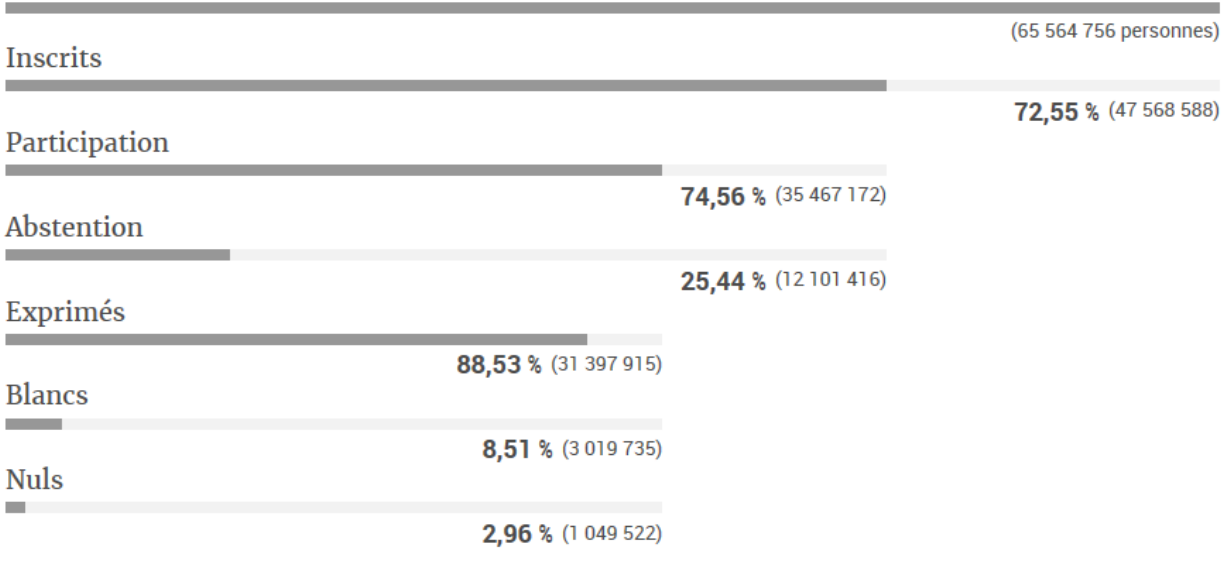 (65 564 756 personnes)
Inscrits
72,55 % (47 568 588)
Participation
74,56 % (35 467 172)
Abstention
25,44 % (12 101 416)
Exprimés
88,53 % (31 397 915)
Blancs
8,51 % (3 019 735)
Nuls
2,96 % (1 049 522)